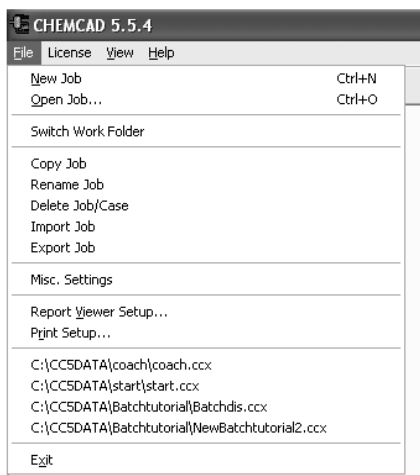 CHEMCAD 5.5.4
File License View Help
New Job Ctrl+N
Open Job... Ctrl+O
Switch Work Folder
Copy Job
Rename Job
Delete Job/Case
Import Job
Export Job
Misc. Settings
Report Viewer Setup...
Print Setup...
C:\CC5DATA\coach\coach.ccx
C:\CC5DATA\start\start.ccx
C:\CC5DATA\Batchtutorial\Batchdis.ccx
C:\CC5DATA\Batchtutorial\NewBatchtutorial2.ccx
Exit